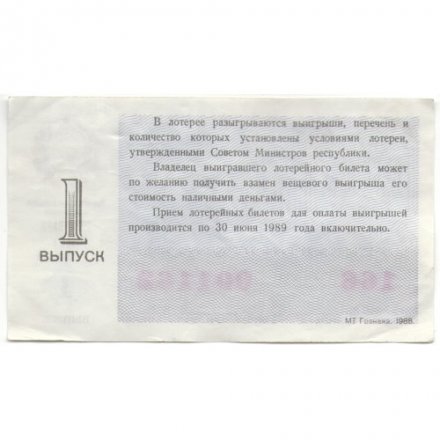 В лотерее разыгрываются выигрыши, перечень и
количество которых установлены условиями лотереи,
утвержденными Советом Министров республики.
Владелец выигравшего лотерейного билета может
по желанию получить взамен вещевого выигрыша его
стоимость наличными деньгами.
Прием лотерейных билетов для оплаты выигрышей
производится по 30 июня 1989 года включительно.
1
ВЫПУСК
МТ Гознака. 1988.